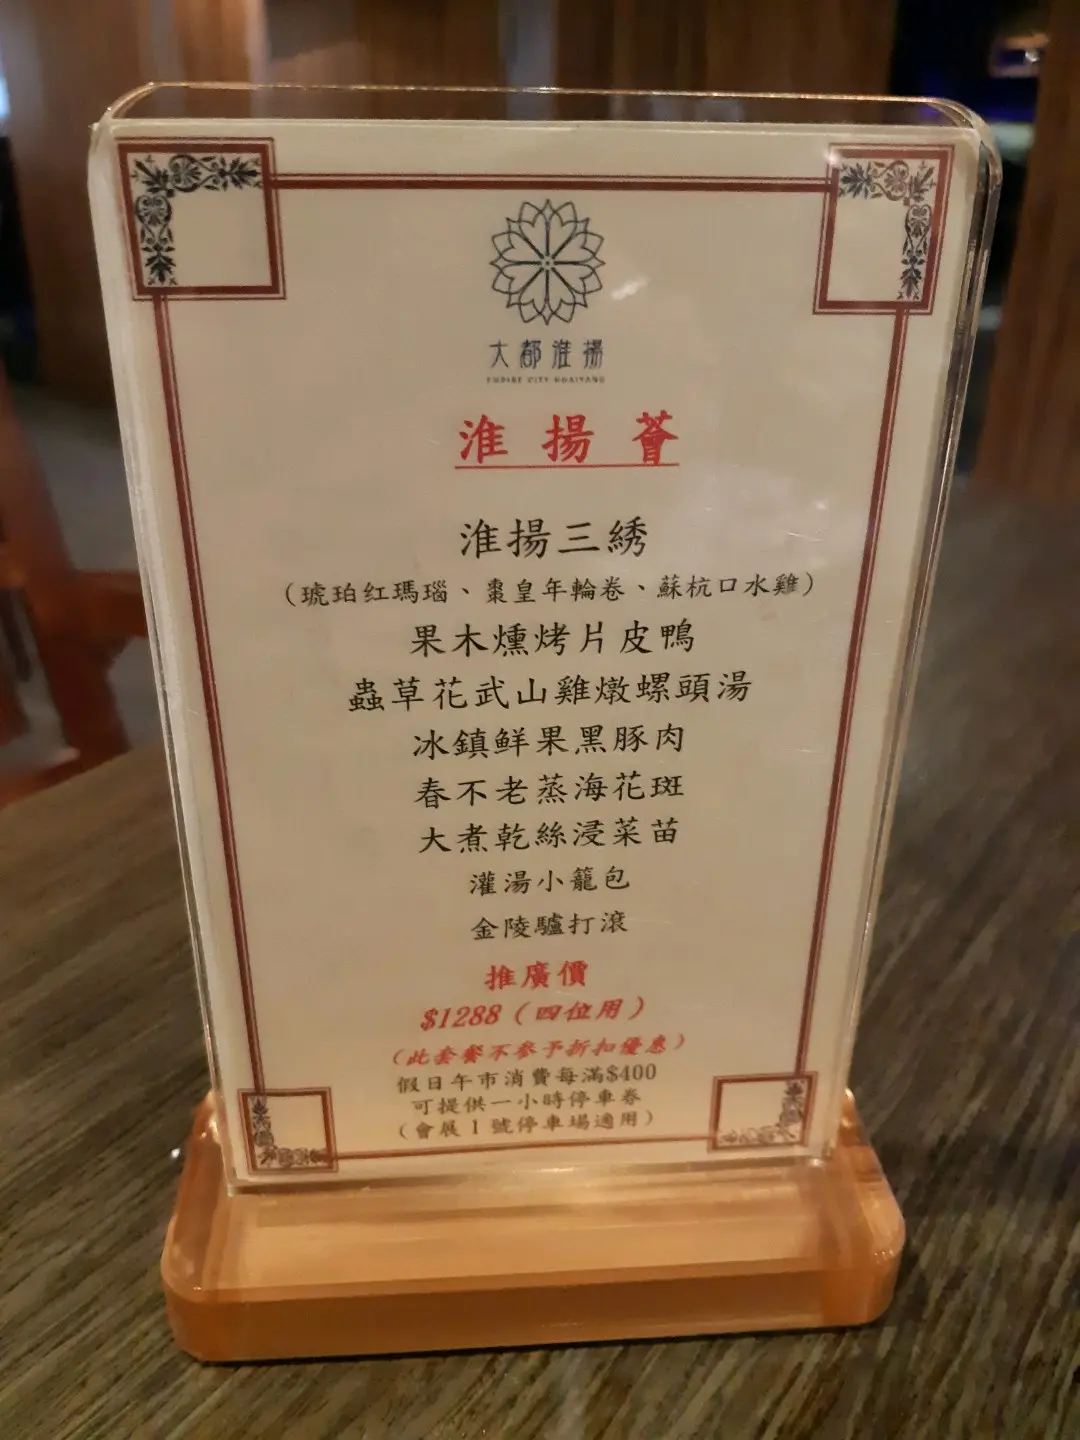 大都淮揚
EMPIRE CITY HUAIYANG
淮揚薈
淮揚三綉
（琥珀红瑪瑙、棗皇年輪卷、蘇杭口水雞）
果木燻烤片皮鴨
蟲草花武山雞燉螺頭湯
冰鎮鮮果黑豚肉
春不老蒸海花斑
大煮乾絲浸菜苗
灌湯小籠包
金陵驢打滾
推廣價
$1288（四位用）
（此套餐不參予折扣優惠）
假日午市消費每滿$400
可提供一小時停車券
（會展1號停車場適用）